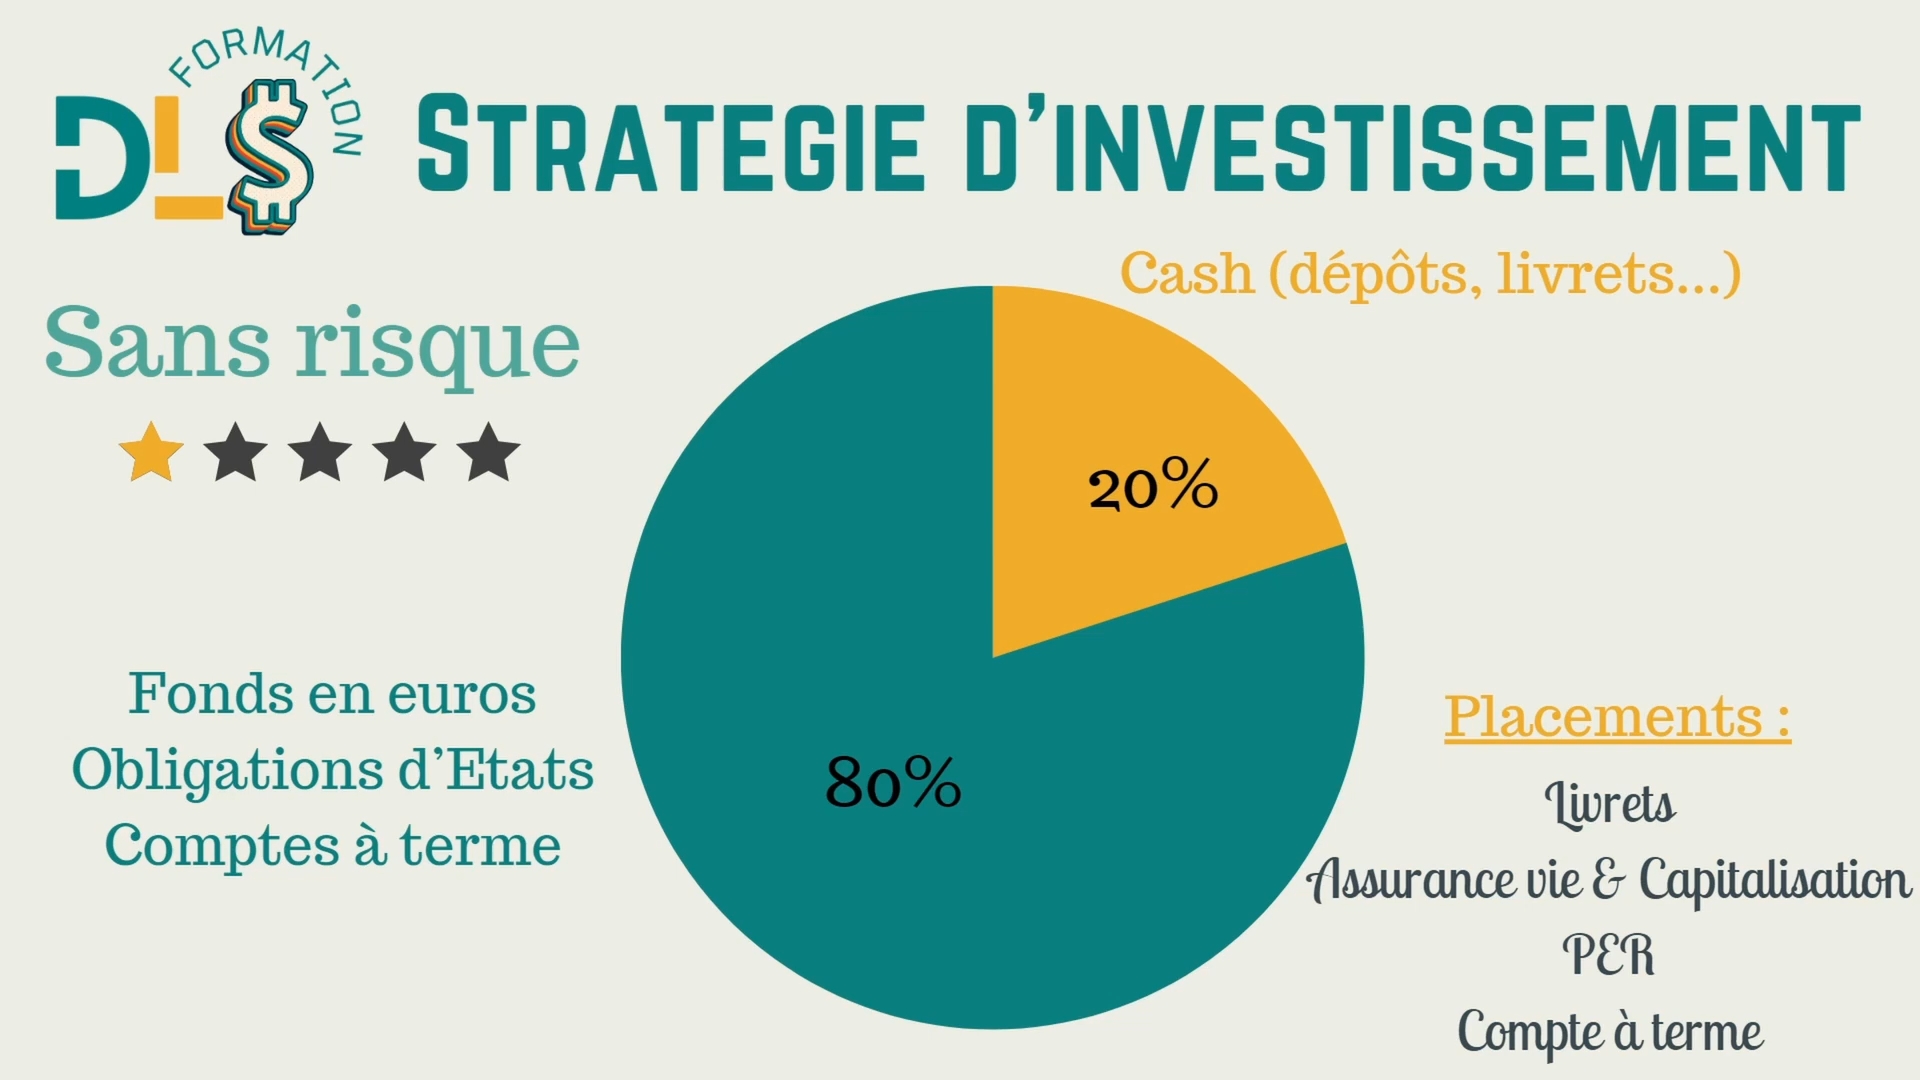 FORMATION
DL$
STRATEGIE D'INVESTISSEMENT
Cash (dépôts, livrets...)
Sans risque
20%
80%
Fonds en euros
Obligations d'Etats
Comptes à terme
Placements :
Livrets
Assurance vie & Capitalisation
PER
Compte à terme